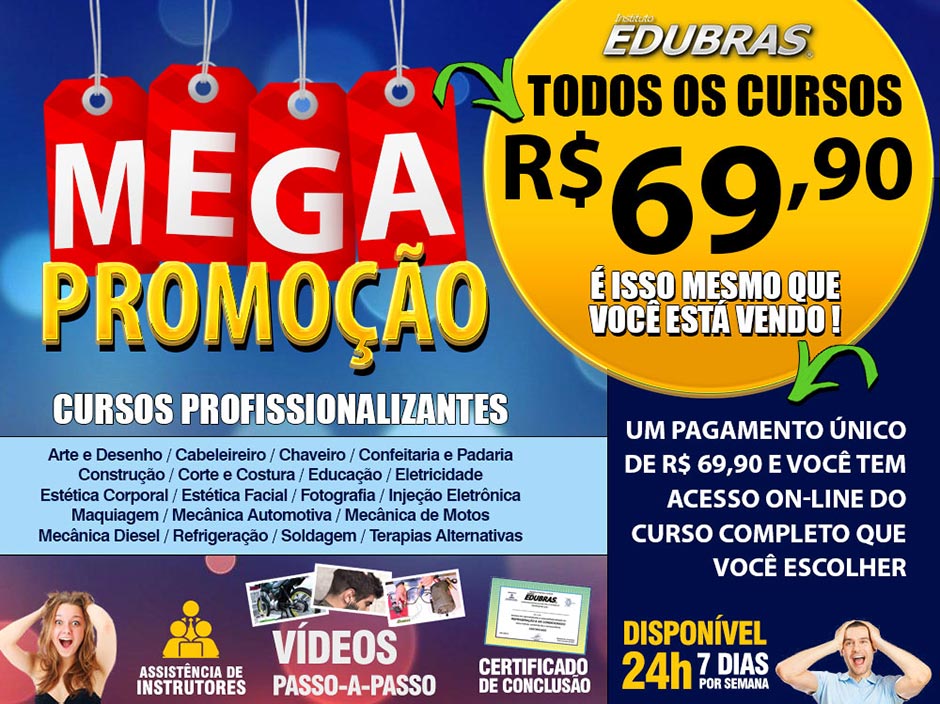 MEGA
PROMOÇÃO
Instituto
EDUBRAS
TODOS OS CURSOS
R$ 69,90
É ISSO MESMO QUE
VOCÊ ESTÁ VENDO !
CURSOS PROFISSIONALIZANTES
Arte e Desenho / Cabeleireiro / Chaveiro / Confeitaria e Padaria
Construção / Corte e Costura / Educação / Eletricidade
Estética Corporal / Estética Facial / Fotografia / Injeção Eletrônica
Maquiagem / Mecânica Automotiva / Mecânica de Motos
Mecânica Diesel / Refrigeração / Soldagem / Terapias Alternativas
UM PAGAMENTO ÚNICO
DE R$ 69,90 E VOCÊ TEM
ACESSO ON-LINE DO
CURSO COMPLETO QUE
VOCÊ ESCOLHER
ASSISTÊNCIA DE
INSTRUTORES
VÍDEOS
PASSO-A-PASSO
EDUBRAS
CERTIFICADO
DE CONCLUSÃO
DISPONÍVEL
24h 7 DIAS
POR SEMANA